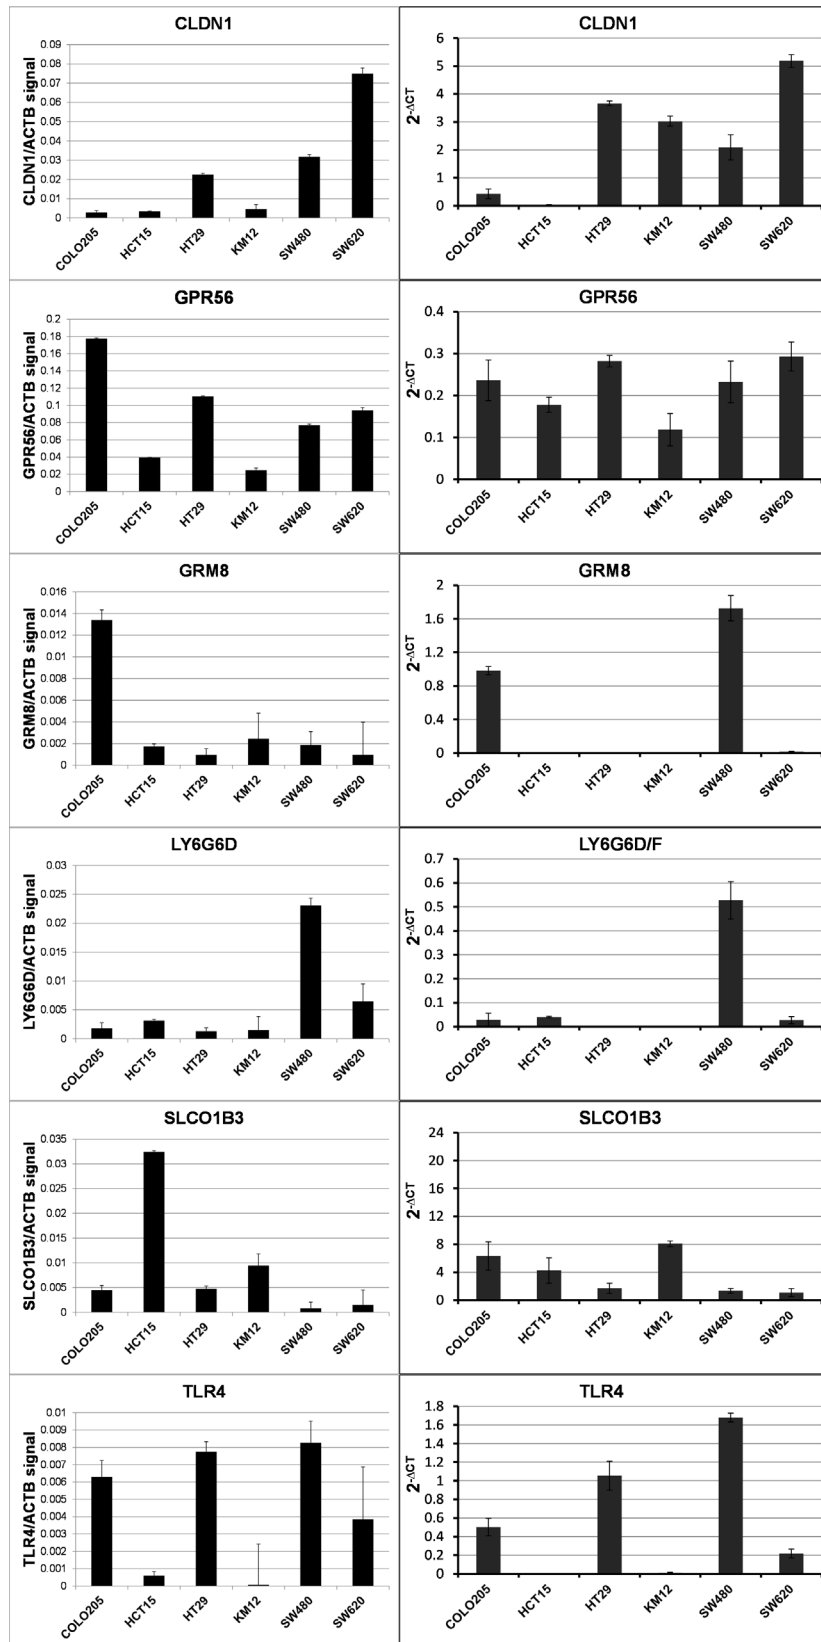 CLDN1
CLDN1/ACTB signal
0.09
0.08
0.07
0.06
0.05
0.04
0.03
0.02
0.01
0
COLO205 HCT15 HT29 KM12 SW480 SW620
CLDN1
2-ΔCT
6
5
4
3
2
1
0
COLO205 HCT15 HT29 KM12 SW480 SW620
GPR56
GPR56/ACTB signal
0.2
0.18
0.16
0.14
0.12
0.1
0.08
0.06
0.04
0.02
0
COLO205 HCT15 HT29 KM12 SW480 SW620
GPR56
2-ΔCT
0.4
0.3
0.2
0.1
0
COLO205 HCT15 HT29 KM12 SW480 SW620
GRM8
GRM8/ACTB signal
0.016
0.014
0.012
0.01
0.008
0.006
0.004
0.002
0
COLO205 HCT15 HT29 KM12 SW480 SW620
GRM8
2-ΔCT
2
1.6
1.2
0.8
0.4
0
COLO205 HCT15 HT29 KM12 SW480 SW620
LY6G6D
LY6G6D/ACTB signal
0.03
0.025
0.02
0.015
0.01
0.005
0
COLO205 HCT15 HT29 KM12 SW480 SW620
LY6G6D/F
2-ΔCT
0.7
0.6
0.5
0.4
0.3
0.2
0.1
0
COLO205 HCT15 HT29 KM12 SW480 SW620
SLCO1B3
SLCO1B3/ACTB signal
0.035
0.03
0.025
0.02
0.015
0.01
0.005
0
COLO205 HCT15 HT29 KM12 SW480 SW620
SLCO1B3
2-ΔCT
24
20
16
12
8
4
0
COLO205 HCT15 HT29 KM12 SW480 SW620
TLR4
TLR4/ACTB signal
0.01
0.009
0.008
0.007
0.006
0.005
0.004
0.003
0.002
0.001
0
COLO205 HCT15 HT29 KM12 SW480 SW620
TLR4
2-ΔCT
1.8
1.6
1.4
1.2
1
0.8
0.6
0.4
0.2
0
COLO205 HCT15 HT29 KM12 SW480 SW620